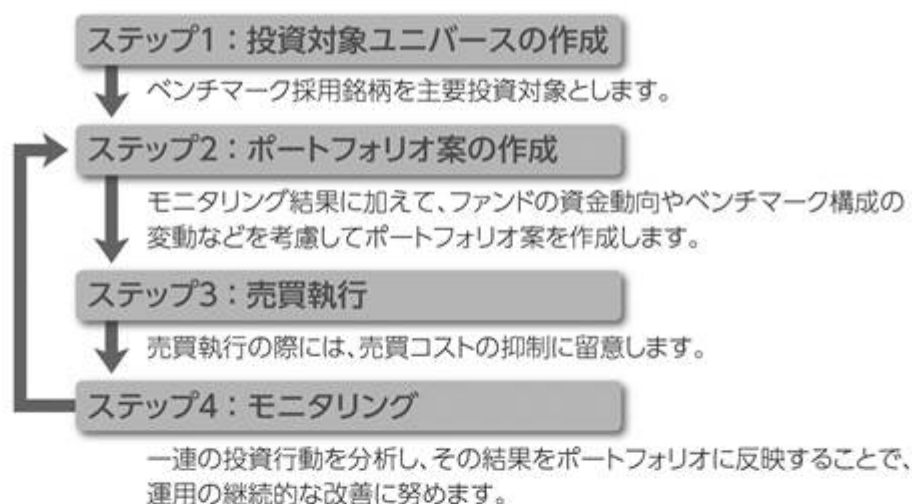 ステップ1：投資対象ユニバースの作成
ベンチマーク採用銘柄を主要投資対象とします。
ステップ2：ポートフォリオ案の作成
モニタリング結果に加えて、ファンドの資金動向やベンチマーク構成の
変動などを考慮してポートフォリオ案を作成します。
ステップ3：売買執行
売買執行の際には、売買コストの抑制に留意します。
ステップ4：モニタリング
一連の投資行動を分析し、その結果をポートフォリオに反映することで、
運用の継続的な改善に努めます。